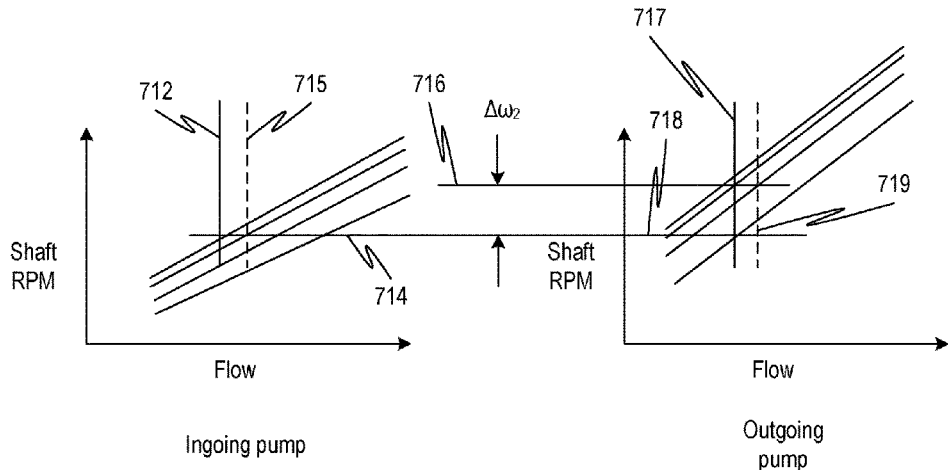 717
712
715
716
Δω₂
718
719
Shaft
RPM
714
Shaft
RPM
Flow
Flow
Ingoing pump
Outgoing
pump